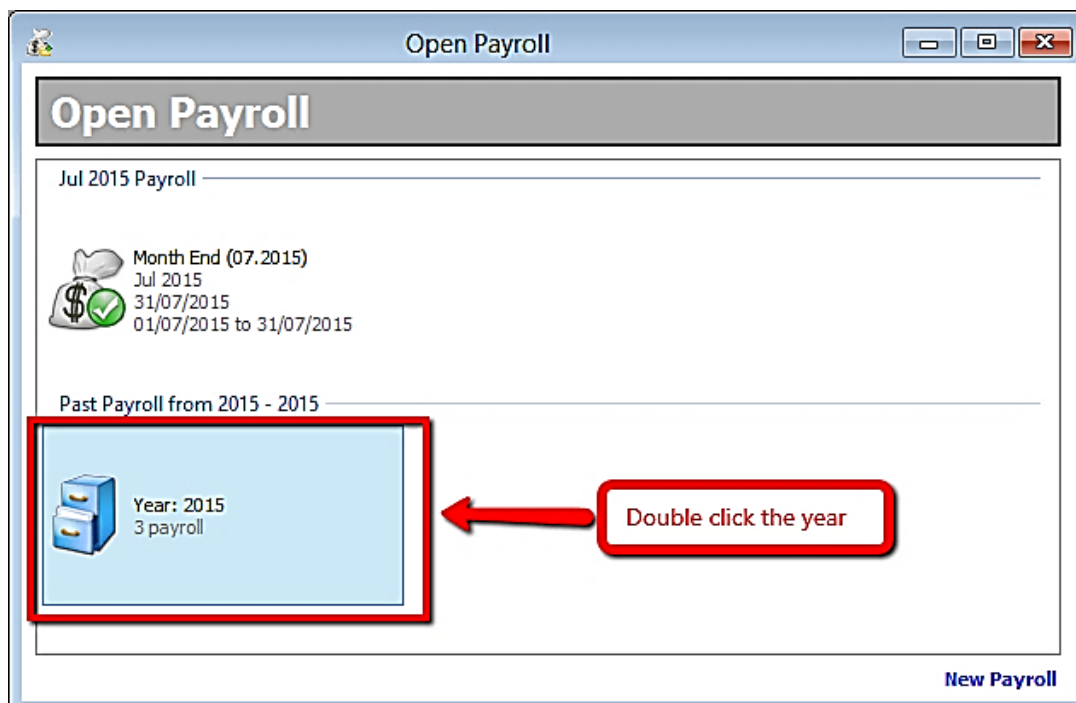 Open Payroll
Open Payroll
Jul 2015 Payroll
Month End (07.2015)
Jul 2015
31/07/2015
01/07/2015 to 31/07/2015
Past Payroll from 2015 - 2015
Year: 2015
3 payroll
Double click the year
New Payroll